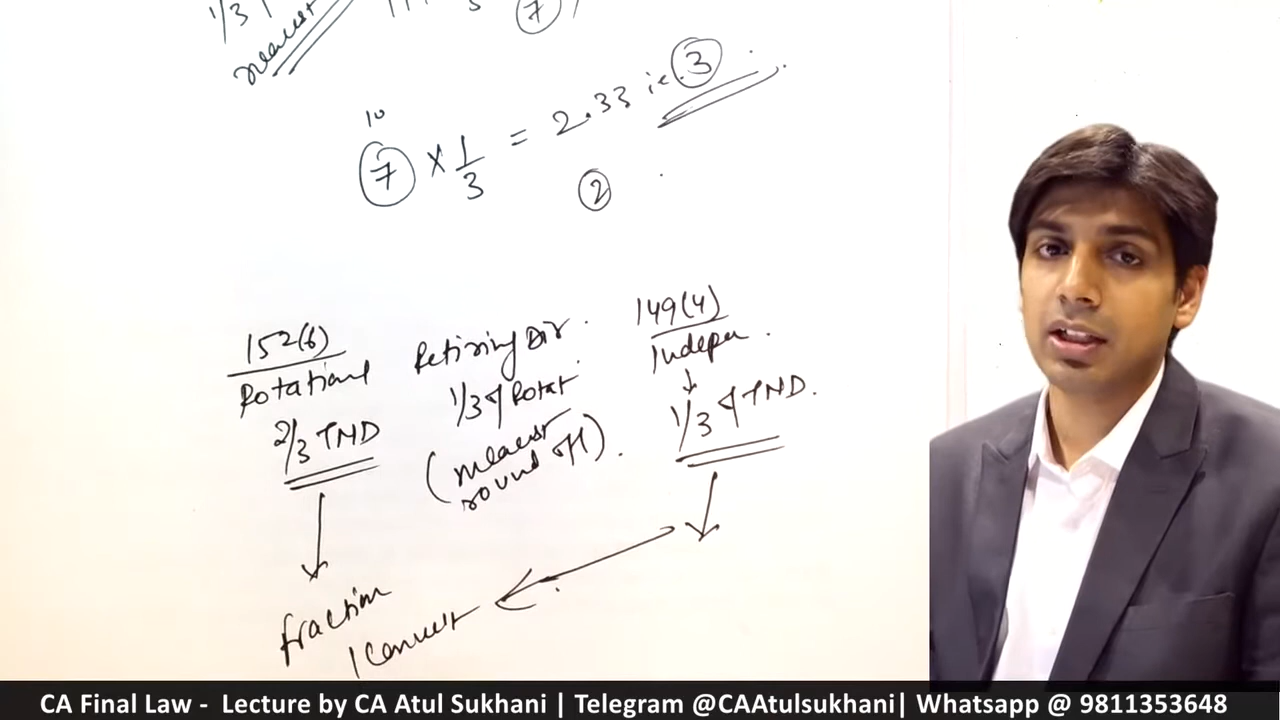 1/3
nearest
7
10
7 × 1/3 = 2.33 ie 3
2
152(6)
Rotational
2/3 TND
Retiring Dir.
1/3 of Rotat
(nearest
round off).
149(4)
Indepen.
1/3 of TND.
fraction
1 convert
CA Final Law - Lecture by CA Atul Sukhani | Telegram @CAAtulsukhani| Whatsapp @ 9811353648